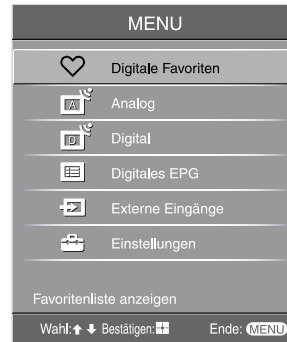 MENU
Digitale Favoriten
A Analog
D Digital
Digitales EPG
Externe Eingänge
Einstellungen
Favoritenliste anzeigen
Wahl: Bestätigen: Ende: MENU